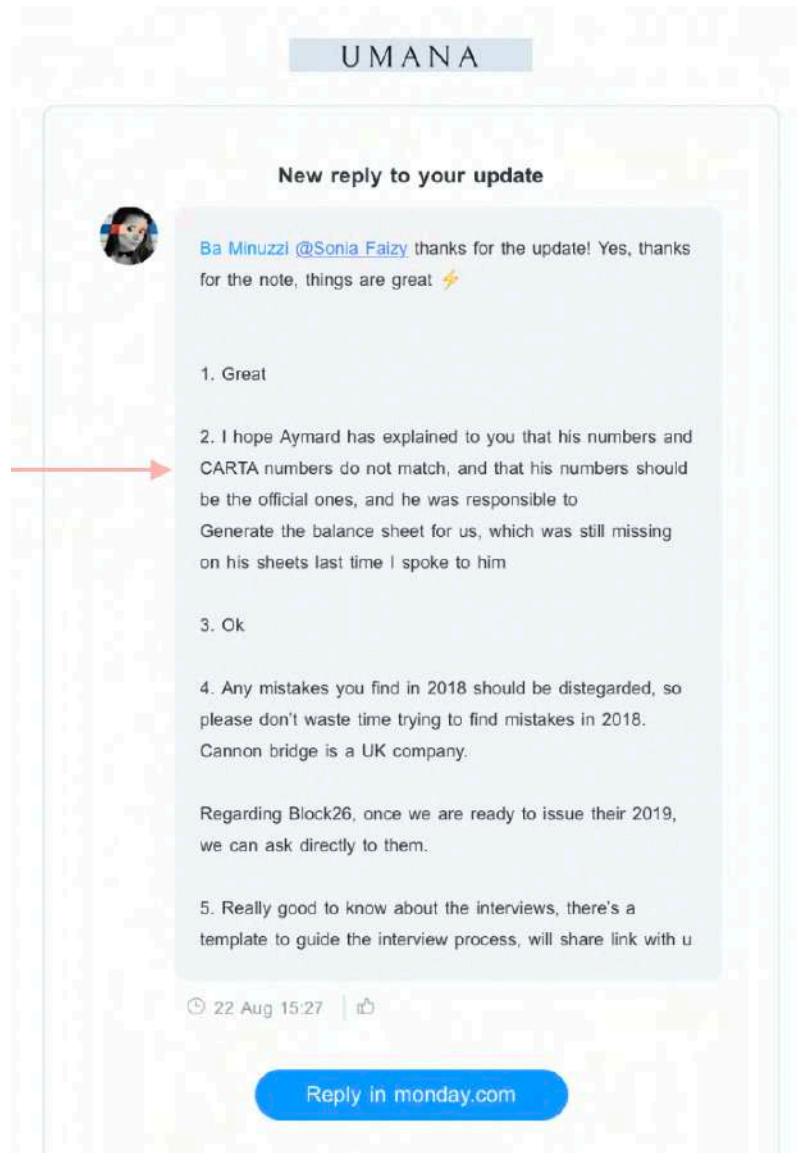 UMANA
New reply to your update
Ba Minuzzi @Sonia Faizy thanks for the update! Yes, thanks
for the note, things are great ⚡
1. Great
2. I hope Aymard has explained to you that his numbers and
CARTA numbers do not match, and that his numbers should
be the official ones, and he was responsible to
Generate the balance sheet for us, which was still missing
on his sheets last time I spoke to him
3. Ok
4. Any mistakes you find in 2018 should be distegarded, so
please don't waste time trying to find mistakes in 2018.
Cannon bridge is a UK company.
Regarding Block26, once we are ready to issue their 2019,
we can ask directly to them.
5. Really good to know about the interviews, there's a
template to guide the interview process, will share link with u
22 Aug 15:27
Reply in monday.com